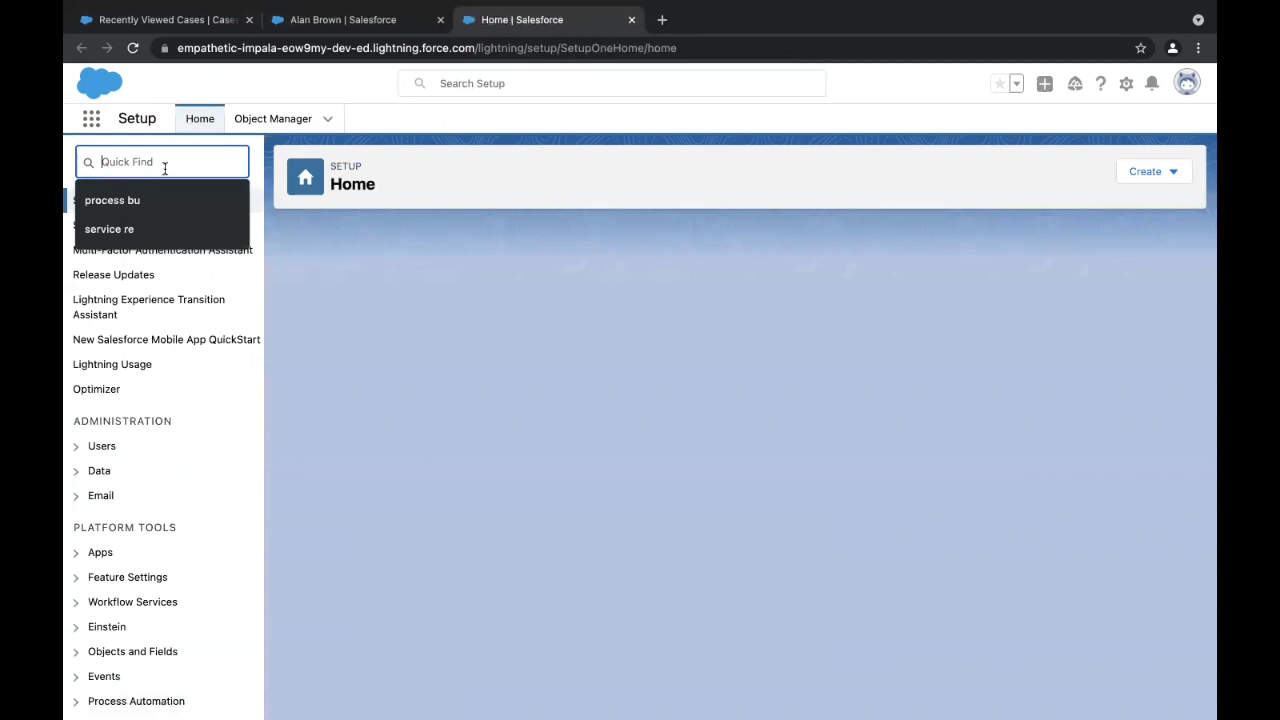 Recently Viewed Cases | Cases
Alan Brown | Salesforce
Home | Salesforce
empathetic-impala-eow9my-dev-ed.lightning.force.com/lightning/setup/SetupOneHome/home
Search Setup
Setup
Home
Object Manager
Quick Find
process bu
service re
Multi-Factor Authentication Assistant
Release Updates
Lightning Experience Transition
Assistant
New Salesforce Mobile App QuickStart
Lightning Usage
Optimizer
ADMINISTRATION
Users
Data
Email
PLATFORM TOOLS
Apps
Feature Settings
Workflow Services
Einstein
Objects and Fields
Events
Process Automation
SETUP
Home
Create